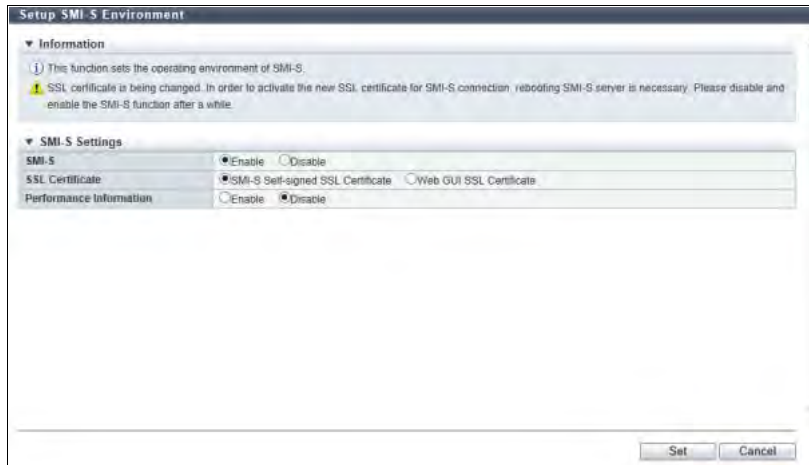 Setup SMI-S Environment
▼ Information
This function sets the operating environment of SMI-S.
SSL certificate is being changed. In order to activate the new SSL certificate for SMI-S connection, rebooting SMI-S server is necessary. Please disable and
enable the SMI-S function after a while.
▼ SMI-S Settings
SMI-S Enable Disable
SSL Certificate SMI-S Self-signed SSL Certificate Web GUI SSL Certificate
Performance Information Enable Disable
Set Cancel